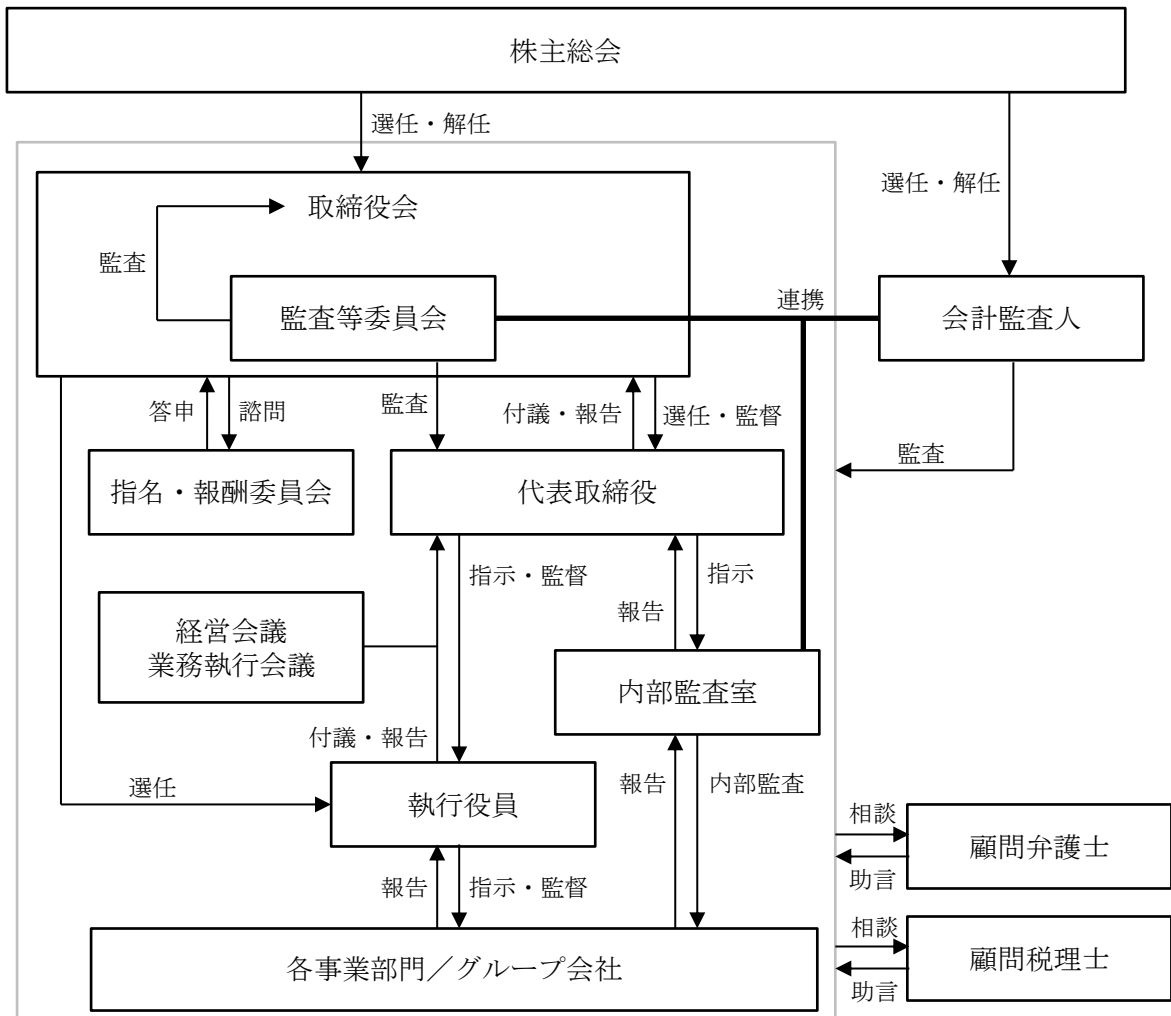 株主総会
選任・解任
選任・解任
取締役会
監査
監査等委員会
連携
会計監査人
答申
諮問
監査
付議・報告
選任・監督
監査
指名・報酬委員会
代表取締役
指示・監督
指示
報告
経営会議
業務執行会議
内部監査室
付議・報告
選任
執行役員
報告
内部監査
相談
顧問弁護士
助言
報告
指示・監督
相談
各事業部門／グループ会社
顧問税理士
助言